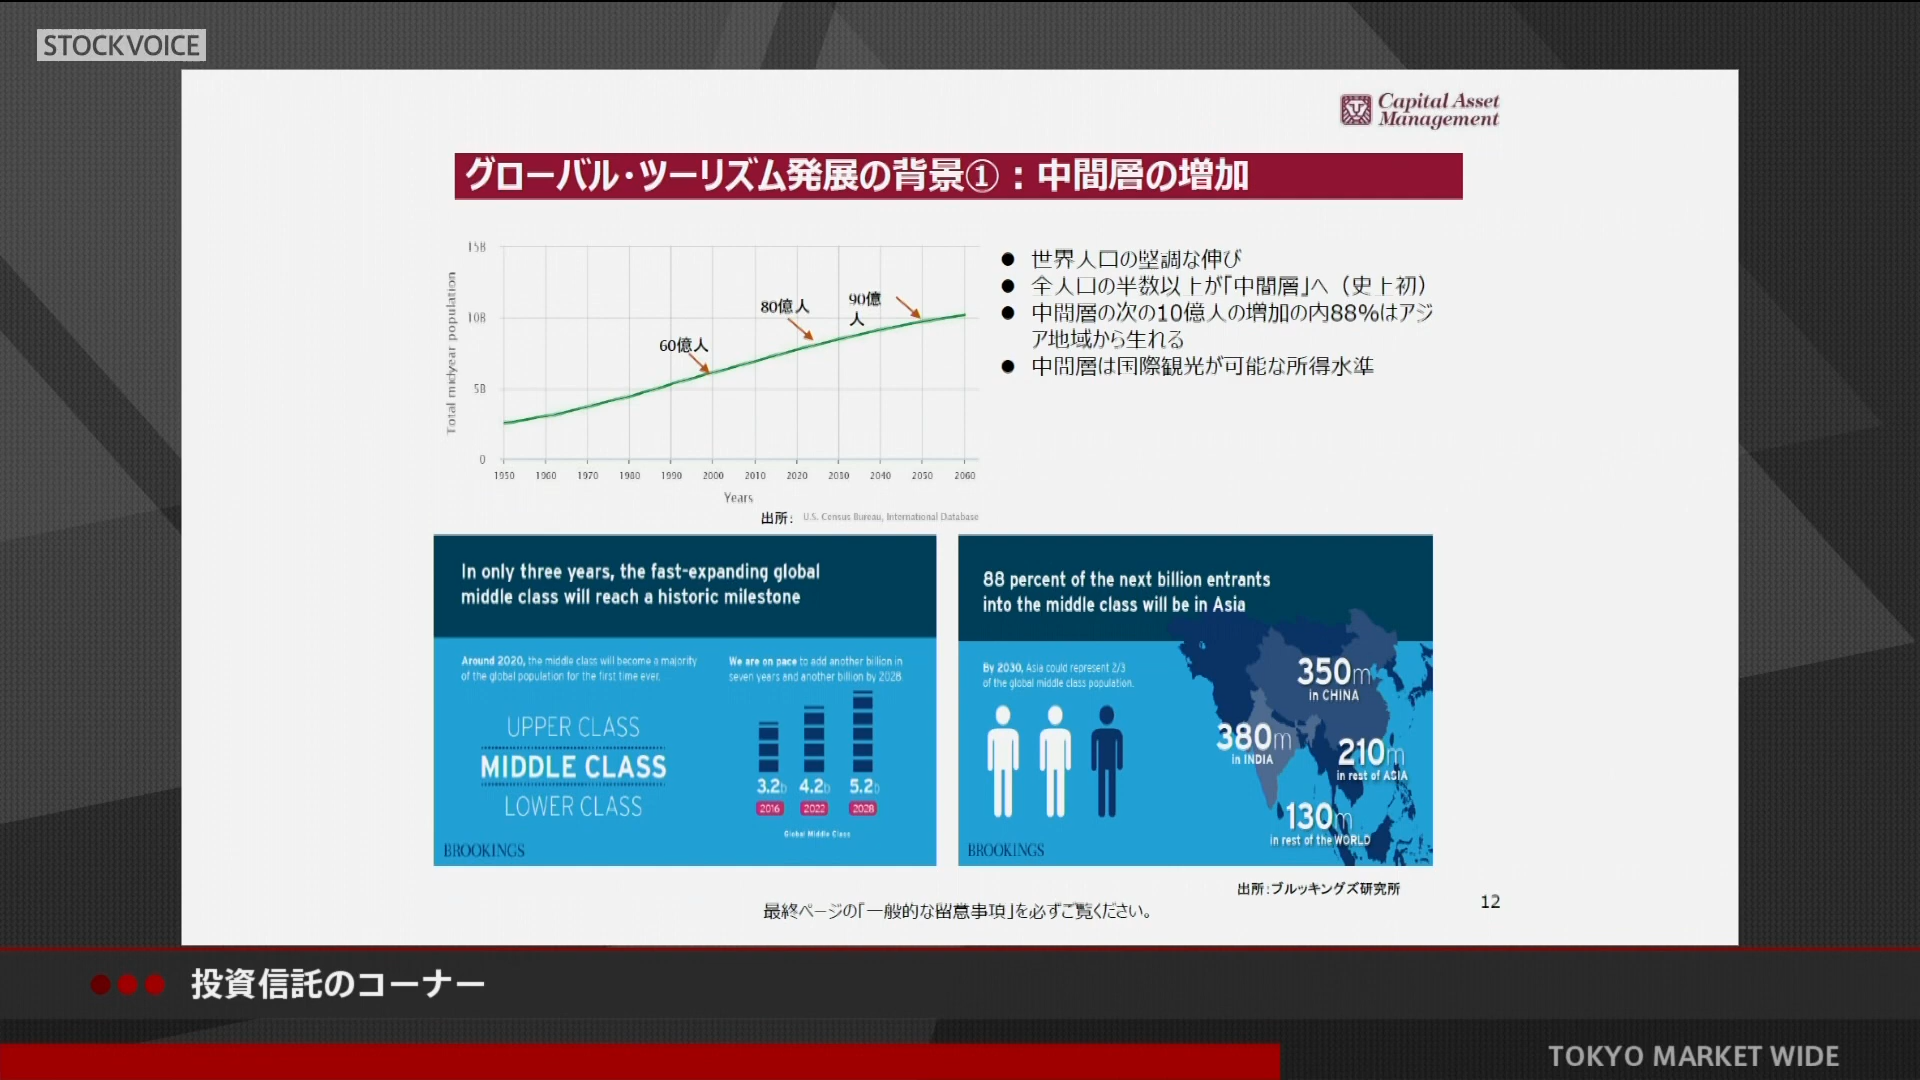 STOCKVOICE
Capital Asset
Management
グローバル・ツーリズム発展の背景①：中間層の増加
15B
10B
5B
0
Total midyear population
60億人
80億人
90億
人
1950 1960 1970 1980 1990 2000 2010 2020 2030 2040 2050 2060
Years
出所： U.S. Census Bureau, International Database
● 世界人口の堅調な伸び
● 全人口の半数以上が「中間層」へ（史上初）
● 中間層の次の10億人の増加の内88%はアジ
ア地域から生れる
● 中間層は国際観光が可能な所得水準
In only three years, the fast-expanding global
middle class will reach a historic milestone
Around 2020, the middle class will become a majority
of the global population for the first time ever.
UPPER CLASS
MIDDLE CLASS
LOWER CLASS
We are on pace to add another billion in
seven years and another billion by 2028.
3.2b 4.2b 5.2b
2016 2022 2028
Global Middle Class
BROOKINGS
88 percent of the next billion entrants
into the middle class will be in Asia
By 2030, Asia could represent 2/3
of the global middle class population.
350m
in CHINA
380m
in INDIA
210m
in rest of ASIA
130m
in rest of the WORLD
BROOKINGS
出所：ブルッキングズ研究所
最終ページの「一般的な留意事項」を必ずご覧ください。
12
投資信託のコーナー
TOKYO MARKET WIDE